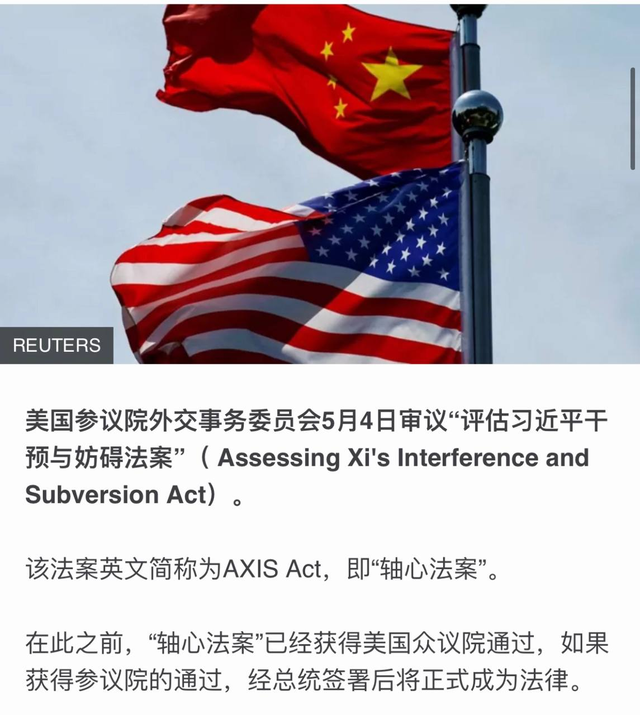 REUTERS
美国参议院外交事务委员会5月4日审议“评估习近平干
预与妨碍法案”（ Assessing Xi's Interference and
Subversion Act）。
该法案英文简称为AXIS Act，即“轴心法案”。
在此之前，“轴心法案”已经获得美国众议院通过，如果
获得参议院的通过，经总统签署后将正式成为法律。